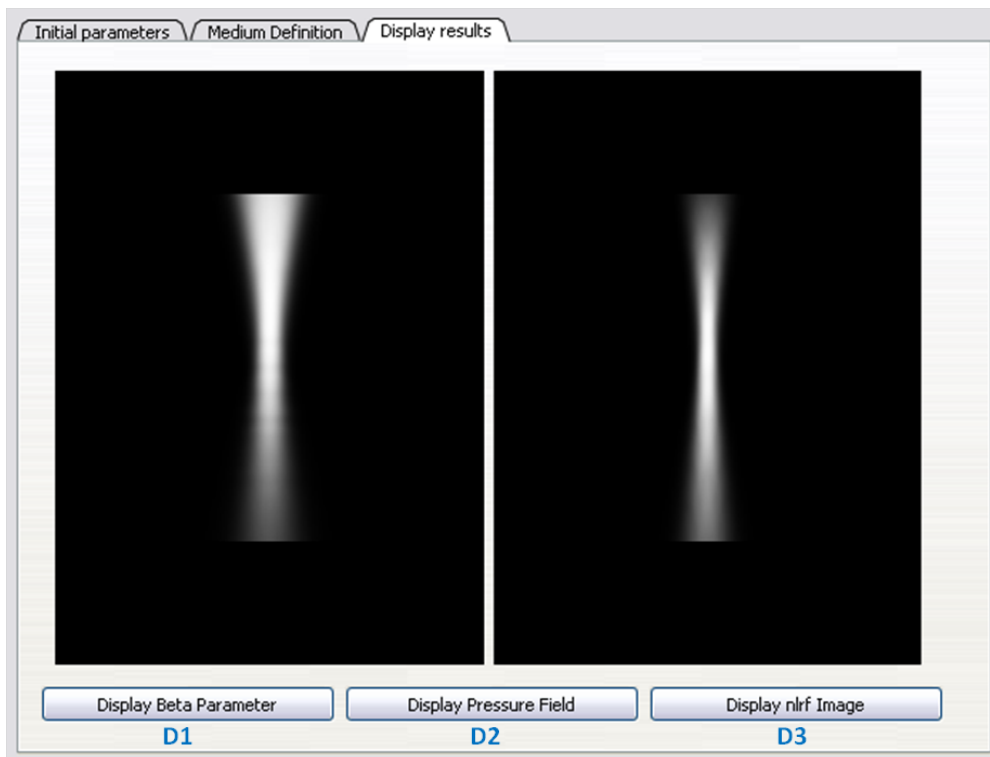 Initial parameters
Medium Definition
Display results
Display Beta Parameter
Display Pressure Field
Display nlrf Image
D1
D2
D3